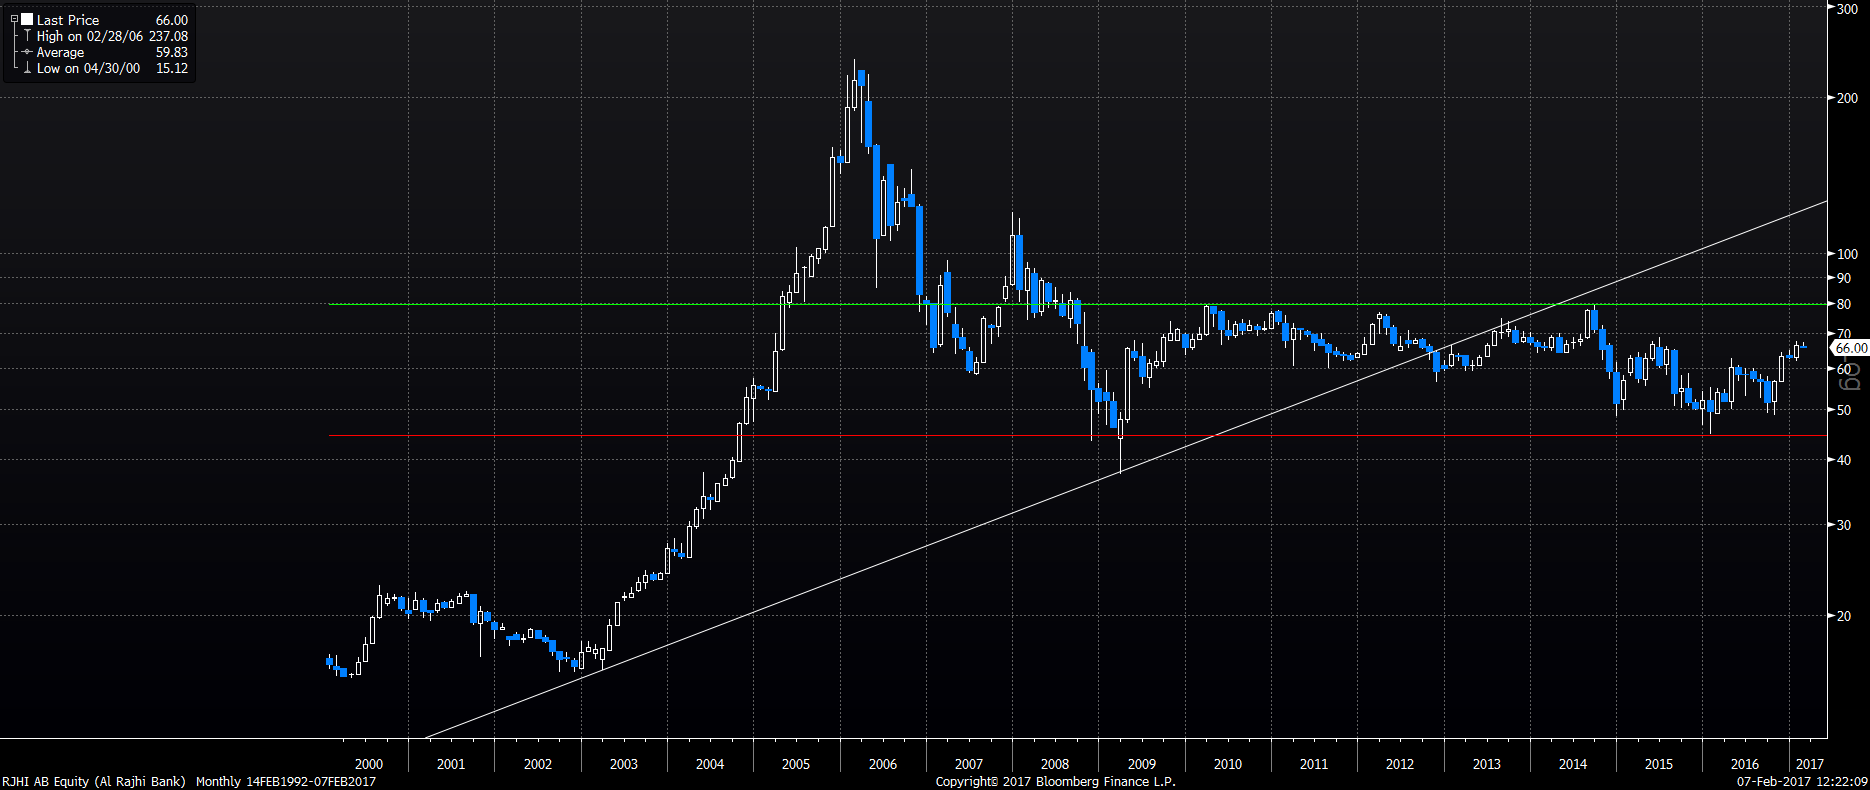 Last Price 66.00
High on 02/28/06 237.08
Average 59.83
Low on 04/30/00 15.12
300
200
100
90
80
70
66.00
60
50
40
30
20
2000 2001 2002 2003 2004 2005 2006 2007 2008 2009 2010 2011 2012 2013 2014 2015 2016 2017
RJHI AB Equity (Al Rajhi Bank) Monthly 14FEB1992-07FEB2017 Copyright© 2017 Bloomberg Finance L.P. 07-Feb-2017 12:22:09